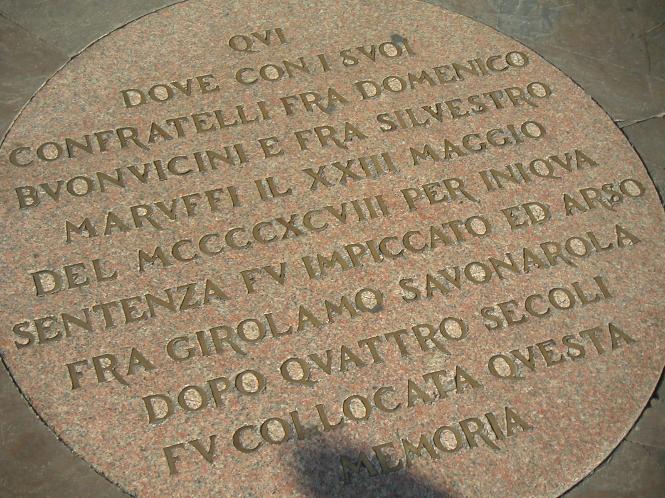 QVI
DOVE CON I SVOI
CONFRATELLI FRA DOMENICO
BVONVICINI E FRA SILVESTRO
MARVFFI IL XXIII MAGGIO
DEL MCCCCXCVIII PER INIQVA
SENTENZA FV IMPICCATO ED ARSO
FRA GIROLAMO SAVONAROLA
DOPO QVATTRO SECOLI
FV COLLOCATA QVESTA
MEMORIA